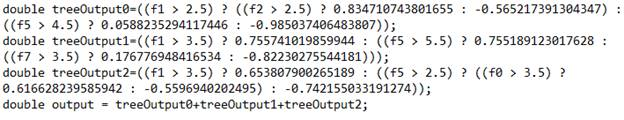 double treeOutput0=((f1 > 2.5) ? ((f2 > 2.5) ? 0.834710743801655 : -0.565217391304347) :
((f5 > 4.5) ? 0.0588235294117446 : -0.985037406483807));
double treeOutput1=((f1 > 3.5) ? 0.755741019859944 : ((f5 > 5.5) ? 0.755189123017628 :
((f7 > 3.5) ? 0.176776948416534 : -0.82230275544181)));
double treeOutput2=((f1 > 3.5) ? 0.653807900265189 : ((f5 > 2.5) ? ((f0 > 3.5) ?
0.616628239585942 : -0.5596940202495) : -0.742155033191274));
double output = treeOutput0+treeOutput1+treeOutput2;